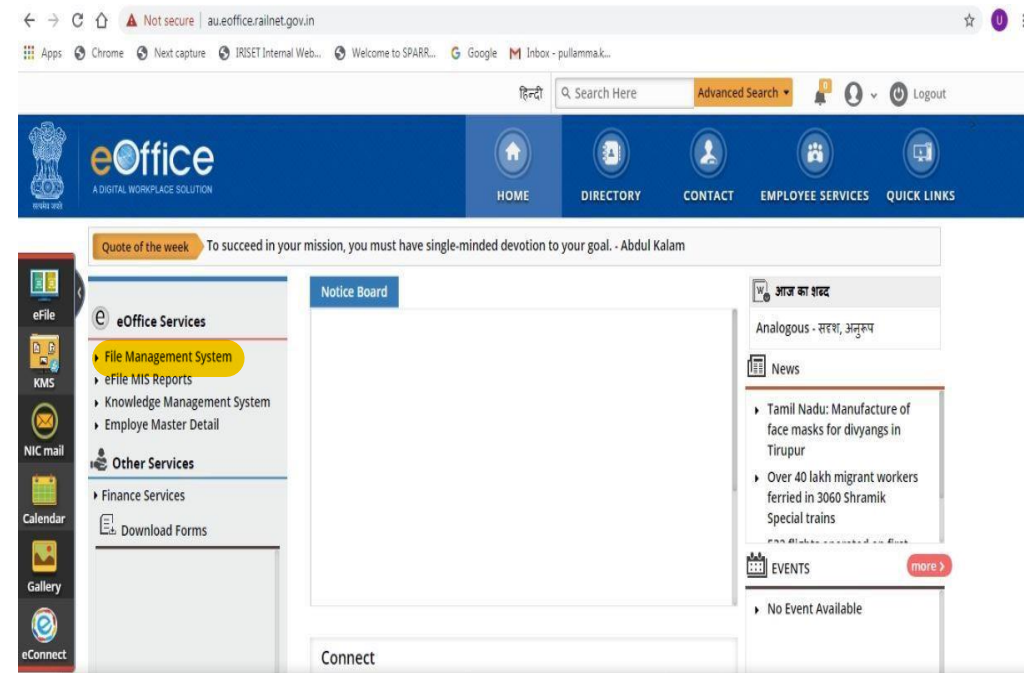 Not secure | au.eoffice.railnet.gov.in
Apps Chrome Next capture IRISET Internal Web... Welcome to SPARR... Google Inbox - pullamma.k...
हिन्दी Search Here Advanced Search 0 Logout
eOffice
A DIGITAL WORKPLACE SOLUTION
सत्यमेव जयते
HOME DIRECTORY CONTACT EMPLOYEE SERVICES QUICK LINKS
Quote of the week To succeed in your mission, you must have single-minded devotion to your goal. - Abdul Kalam
eFile
KMS
NIC mail
Calendar
Gallery
eConnect
eOffice Services
File Management System
eFile MIS Reports
Knowledge Management System
Employe Master Detail
Other Services
Finance Services
Download Forms
Notice Board
Connect
आज का शब्द
Analogous - सदृश, अनुरूप
News
Tamil Nadu: Manufacture of
face masks for divyangs in
Tirupur
Over 40 lakh migrant workers
ferried in 3060 Shramik
Special trains
EVENTS more >
No Event Available